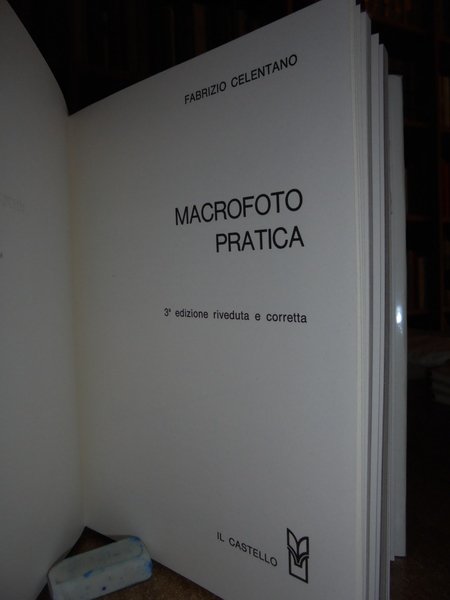 FABRIZIO CELENTANO
MACROFOTO
PRATICA
3ª edizione riveduta e corretta
IL CASTELLO